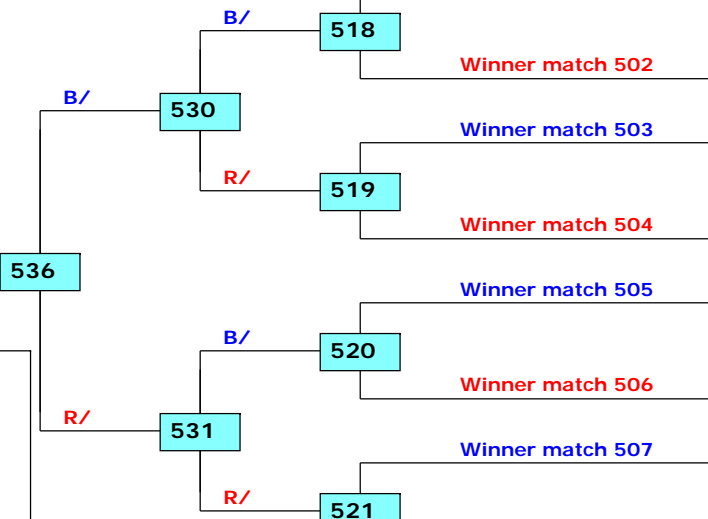 B/
518
Winner match 502
B/
530
Winner match 503
R/
519
Winner match 504
536
Winner match 505
B/
520
Winner match 506
R/
531
Winner match 507
R/
521